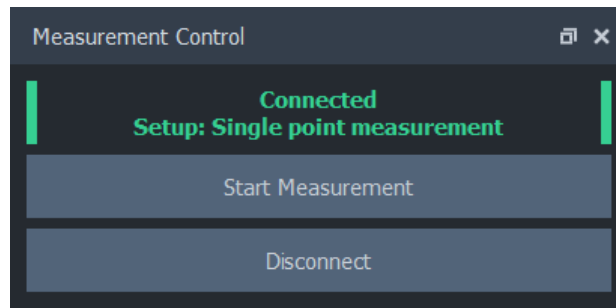 Measurement Control
Connected
Setup: Single point measurement
Start Measurement
Disconnect